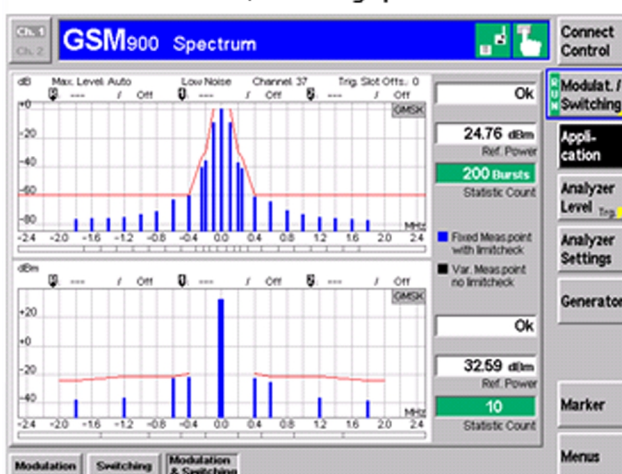 Ch. 1
Ch. 2
GSM900 Spectrum
Connect
Control
dB Max. Level: Auto Low Noise Channel: 37 Trig. Slot Offs.: 0
--- / Off --- / Off --- / Off
GMSK
+0
-20
-40
-60
-80
MHz
-2.4 -2.0 -1.6 -1.2 -0.8 -0.4 0.0 0.4 0.8 1.2 1.6 2.0 2.4
Ok
24.76 dBm
Ref. Power
200 Bursts
Statistic Count
Fixed Meas.point
with limitcheck
Var. Meas.point
no limitcheck
dBm
--- / Off --- / Off --- / Off
GMSK
+20
+0
-20
-40
MHz
-2.4 -2.0 -1.6 -1.2 -0.8 -0.4 0.0 0.4 0.8 1.2 1.6 2.0 2.4
Ok
32.59 dBm
Ref. Power
10
Statistic Count
RUN
Modulat. /
Switching
Appli-
cation
Analyzer
Level Trg.
Analyzer
Settings
Generator
Marker
Menus
Modulation
Switching
Modulation
& Switching